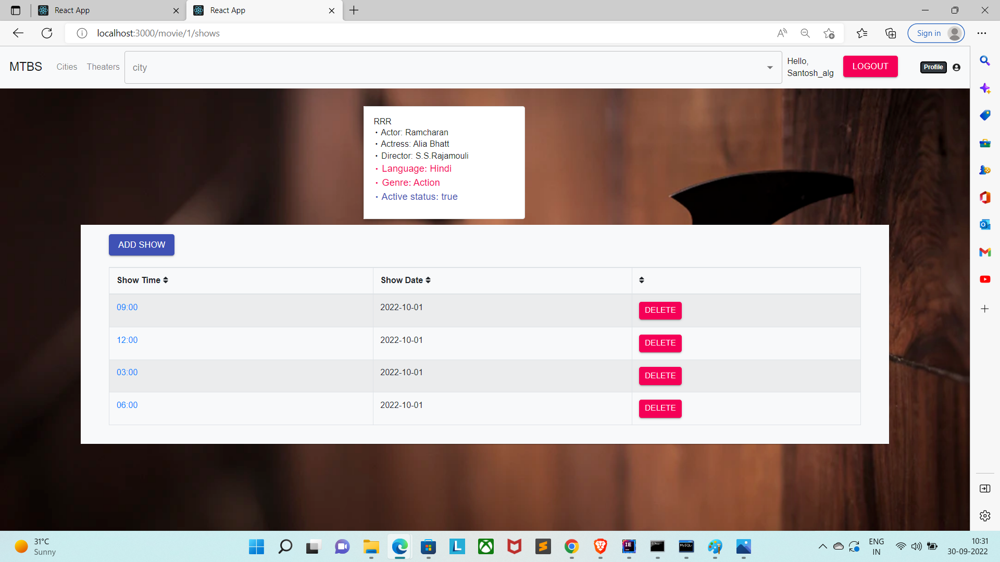 React App
React App
localhost:3000/movie/1/shows
Sign in
MTBS
Cities
Theaters
city
Hello,
Santosh_alg
LOGOUT
Profile
RRR
• Actor: Ramcharan
• Actress: Alia Bhatt
• Director: S.S.Rajamouli
• Language: Hindi
• Genre: Action
• Active status: true
ADD SHOW
Show Time
Show Date
09:00
2022-10-01
DELETE
12:00
2022-10-01
DELETE
03:00
2022-10-01
DELETE
06:00
2022-10-01
DELETE
31°C
Sunny
ENG
IN
10:31
30-09-2022